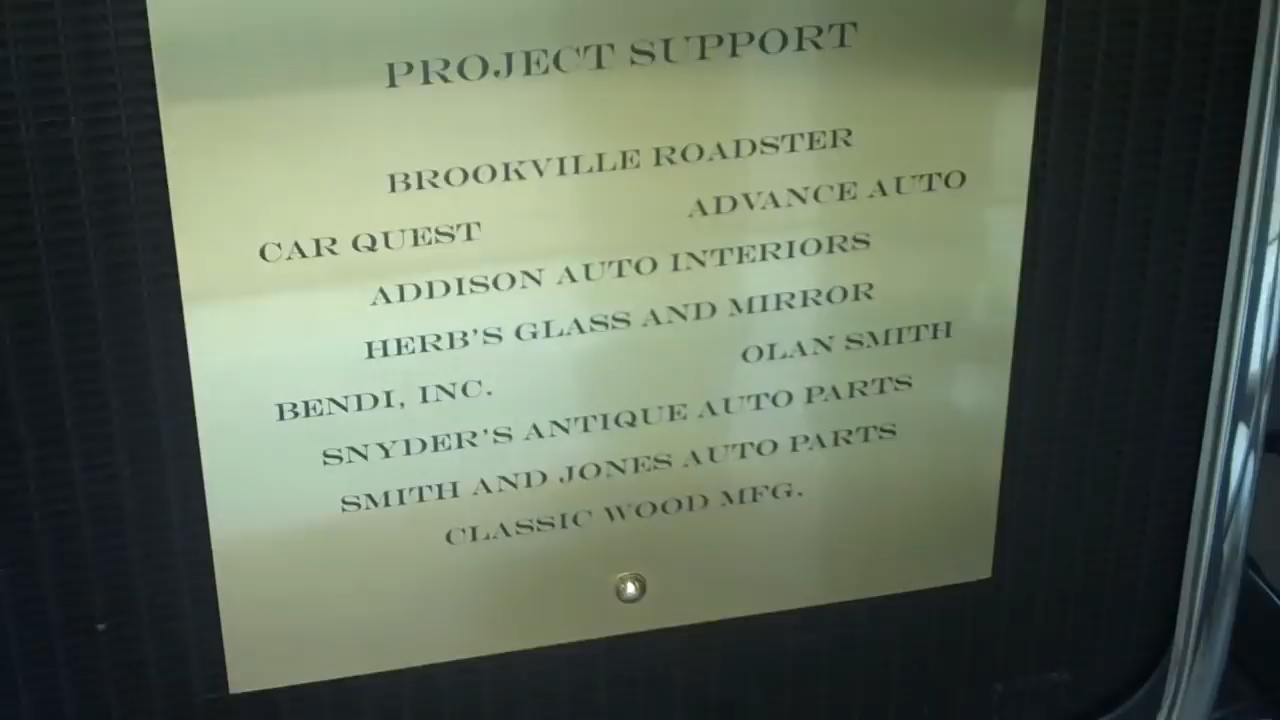 PROJECT SUPPORT
BROOKVILLE ROADSTER
CAR QUEST ADVANCE AUTO
ADDISON AUTO INTERIORS
HERB'S GLASS AND MIRROR
BENDI, INC. OLAN SMITH
SNYDER'S ANTIQUE AUTO PARTS
SMITH AND JONES AUTO PARTS
CLASSIC WOOD MFG.